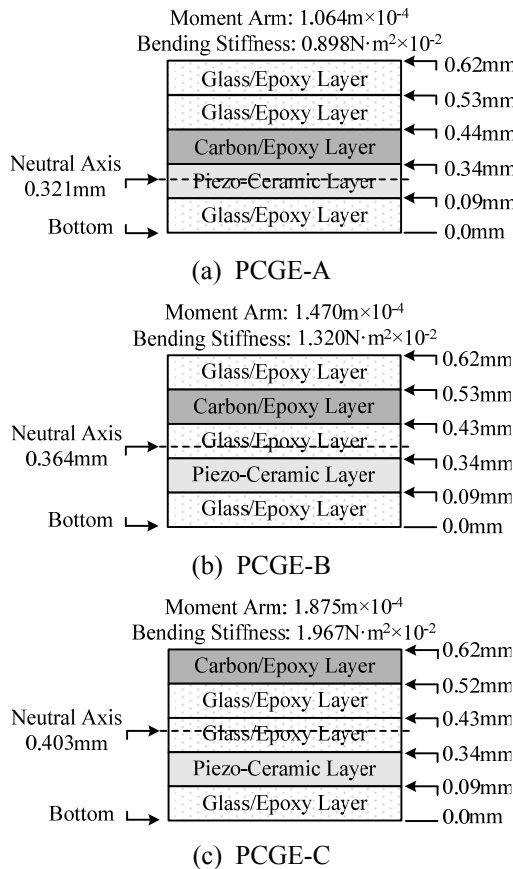 Moment Arm: 1.064m×10⁻⁴
Bending Stiffness: 0.898N·m²×10⁻²
0.62mm
Glass/Epoxy Layer
0.53mm
Glass/Epoxy Layer
0.44mm
Carbon/Epoxy Layer
0.34mm
Neutral Axis
0.321mm
Piezo-Ceramic Layer
0.09mm
Glass/Epoxy Layer
Bottom
0.0mm
(a) PCGE-A
Moment Arm: 1.470m×10⁻⁴
Bending Stiffness: 1.320N·m²×10⁻²
0.62mm
Glass/Epoxy Layer
0.53mm
Carbon/Epoxy Layer
0.43mm
Neutral Axis
0.364mm
Glass/Epoxy Layer
0.34mm
Piezo-Ceramic Layer
0.09mm
Glass/Epoxy Layer
Bottom
0.0mm
(b) PCGE-B
Moment Arm: 1.875m×10⁻⁴
Bending Stiffness: 1.967N·m²×10⁻²
0.62mm
Carbon/Epoxy Layer
0.52mm
Glass/Epoxy Layer
0.43mm
Neutral Axis
0.403mm
Glass/Epoxy Layer
0.34mm
Piezo-Ceramic Layer
0.09mm
Glass/Epoxy Layer
Bottom
0.0mm
(c) PCGE-C